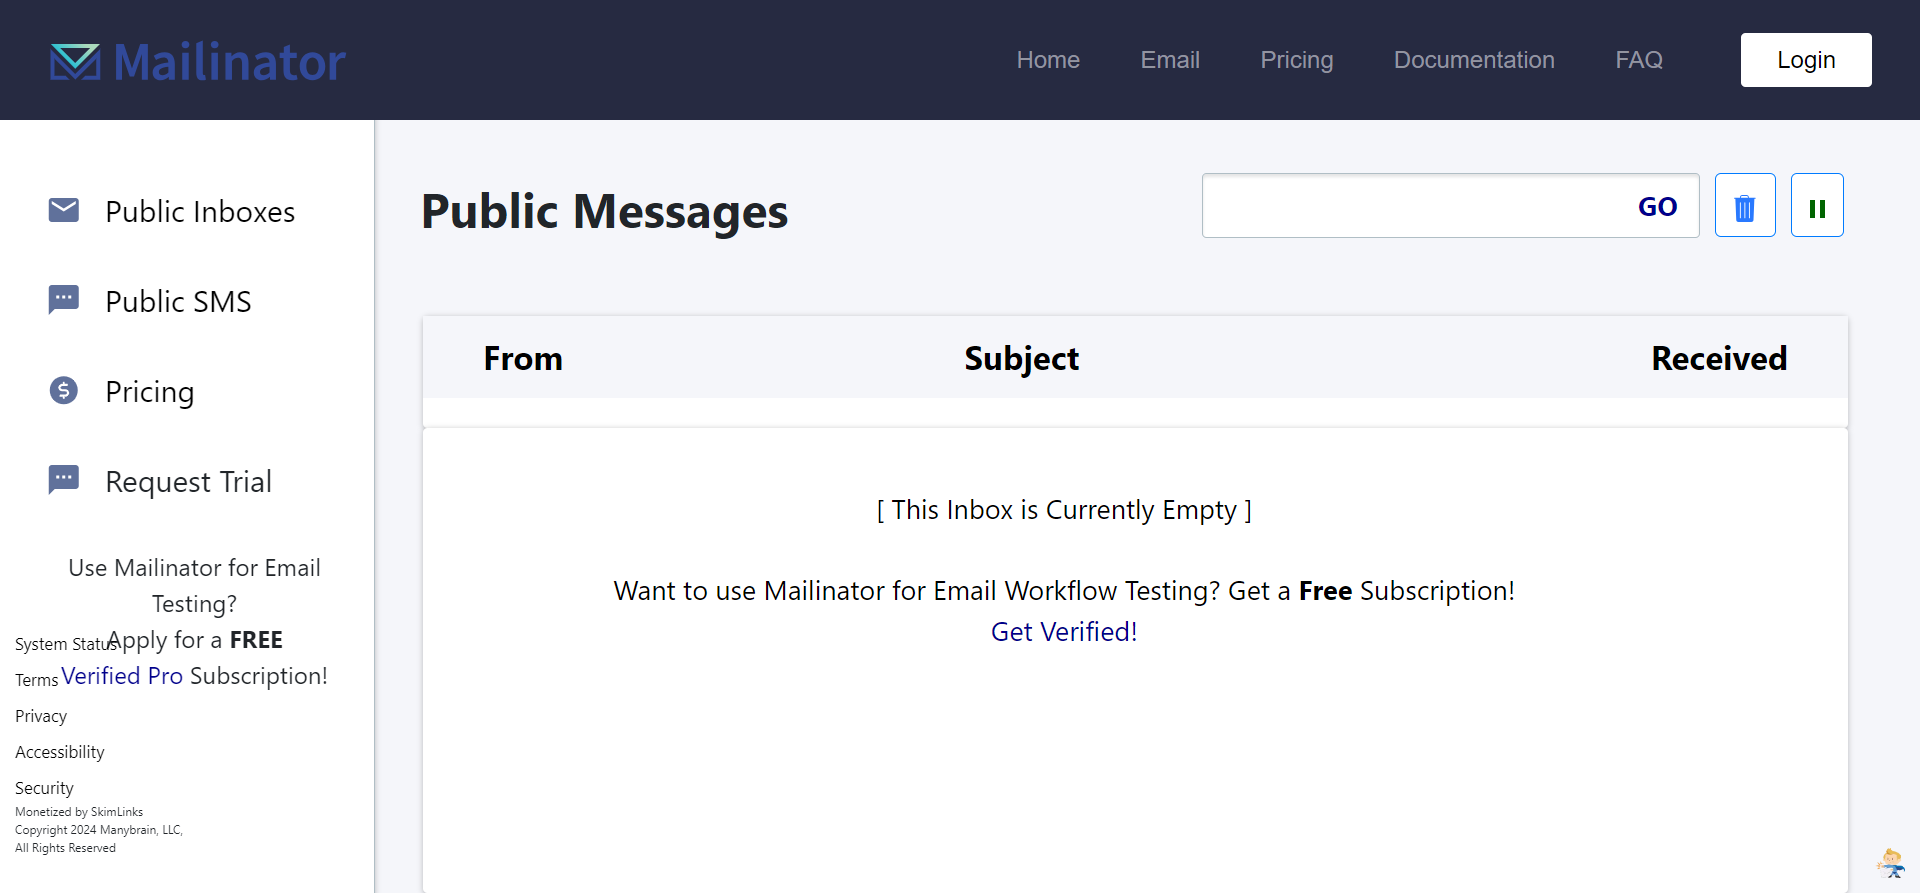 Mailinator
Home Email Pricing Documentation FAQ Login
Public Inboxes
Public SMS
Pricing
Request Trial
Use Mailinator for Email
Testing?
Apply for a FREE
Verified Pro Subscription!
System Status
Terms
Privacy
Accessibility
Security
Monetized by SkimLinks
Copyright 2024 Manybrain, LLC,
All Rights Reserved
Public Messages
GO
From Subject Received
[ This Inbox is Currently Empty ]
Want to use Mailinator for Email Workflow Testing? Get a Free Subscription!
Get Verified!